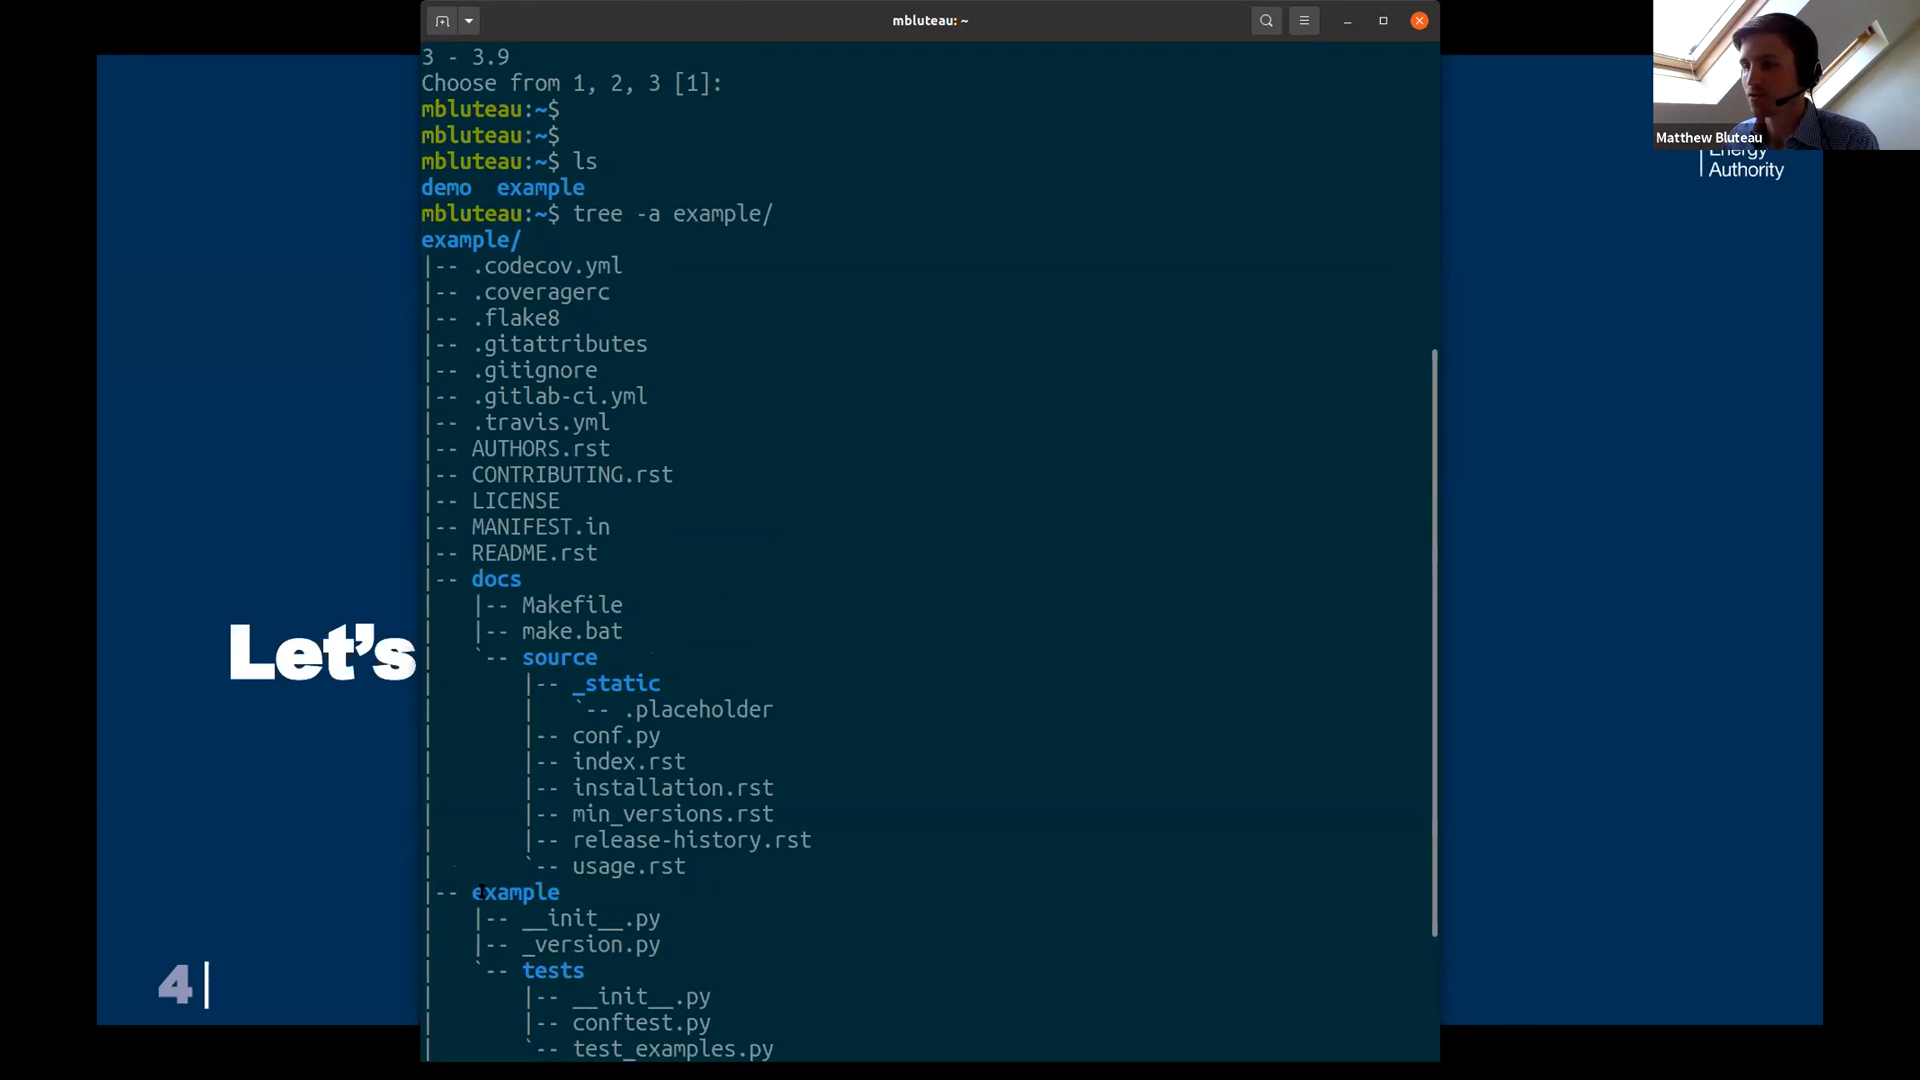 mbluteau: ~
3 - 3.9
Choose from 1, 2, 3 [1]:
mbluteau:~$
mbluteau:~$
mbluteau:~$ ls
demo  example
mbluteau:~$ tree -a example/
example/
|-- .codecov.yml
|-- .coveragerc
|-- .flake8
|-- .gitattributes
|-- .gitignore
|-- .gitlab-ci.yml
|-- .travis.yml
|-- AUTHORS.rst
|-- CONTRIBUTING.rst
|-- LICENSE
|-- MANIFEST.in
|-- README.rst
|-- docs
|   |-- Makefile
|   |-- make.bat
|   `-- source
|       |-- _static
|       |   `-- .placeholder
|       |-- conf.py
|       |-- index.rst
|       |-- installation.rst
|       |-- min_versions.rst
|       |-- release-history.rst
|       `-- usage.rst
|-- example
|   |-- __init__.py
|   |-- _version.py
|   `-- tests
|       |-- __init__.py
|       |-- conftest.py
|       `-- test_examples.py
Let's
4
Matthew Bluteau
Energy
Authority